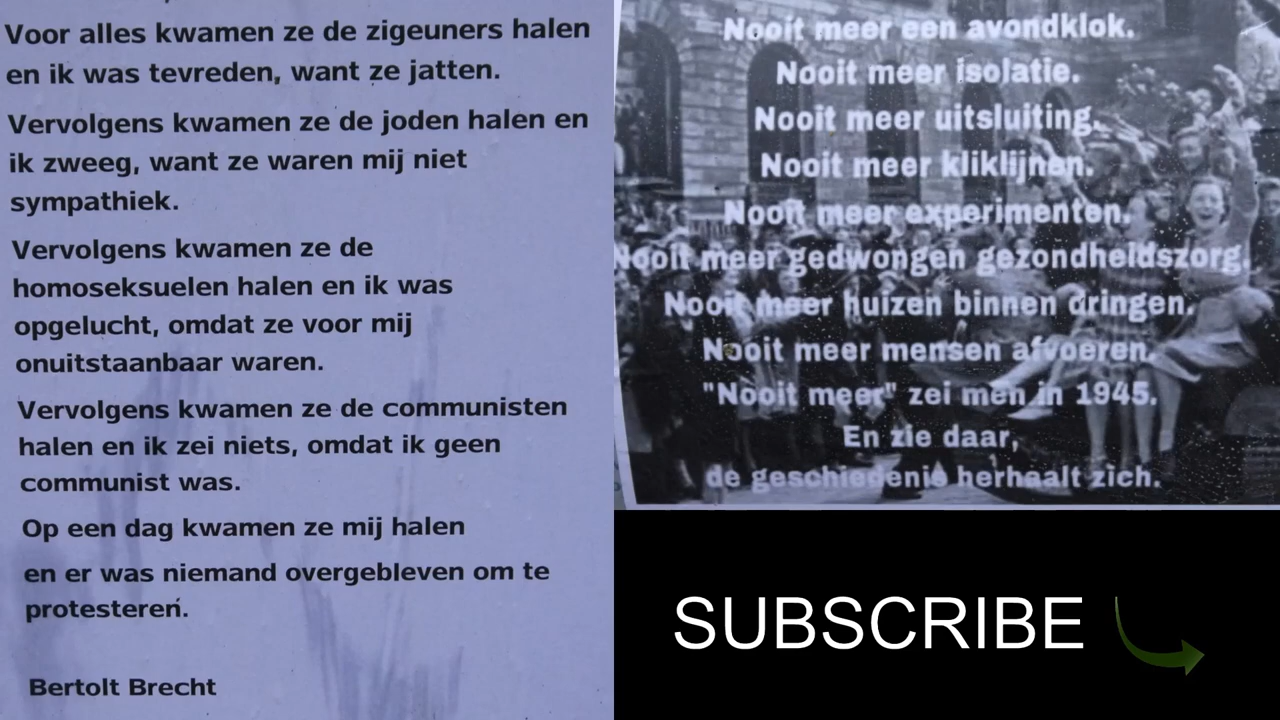 Voor alles kwamen ze de zigeuners halen
en ik was tevreden, want ze jatten.
Vervolgens kwamen ze de joden halen en
ik zweeg, want ze waren mij niet
sympathiek.
Vervolgens kwamen ze de
homoseksuelen halen en ik was
opgelucht, omdat ze voor mij
onuitstaanbaar waren.
Vervolgens kwamen ze de communisten
halen en ik zei niets, omdat ik geen
communist was.
Op een dag kwamen ze mij halen
en er was niemand overgebleven om te
protesteren.
Bertolt Brecht
Nooit meer een avondklok.
Nooit meer isolatie.
Nooit meer uitsluiting.
Nooit meer kliklijnen.
Nooit meer experimenten.
Nooit meer gedwongen gezondheidszorg.
Nooit meer huizen binnen dringen.
Nooit meer mensen afvoeren.
"Nooit meer" zei men in 1945.
En zie daar,
de geschiedenis herhaalt zich.
SUBSCRIBE